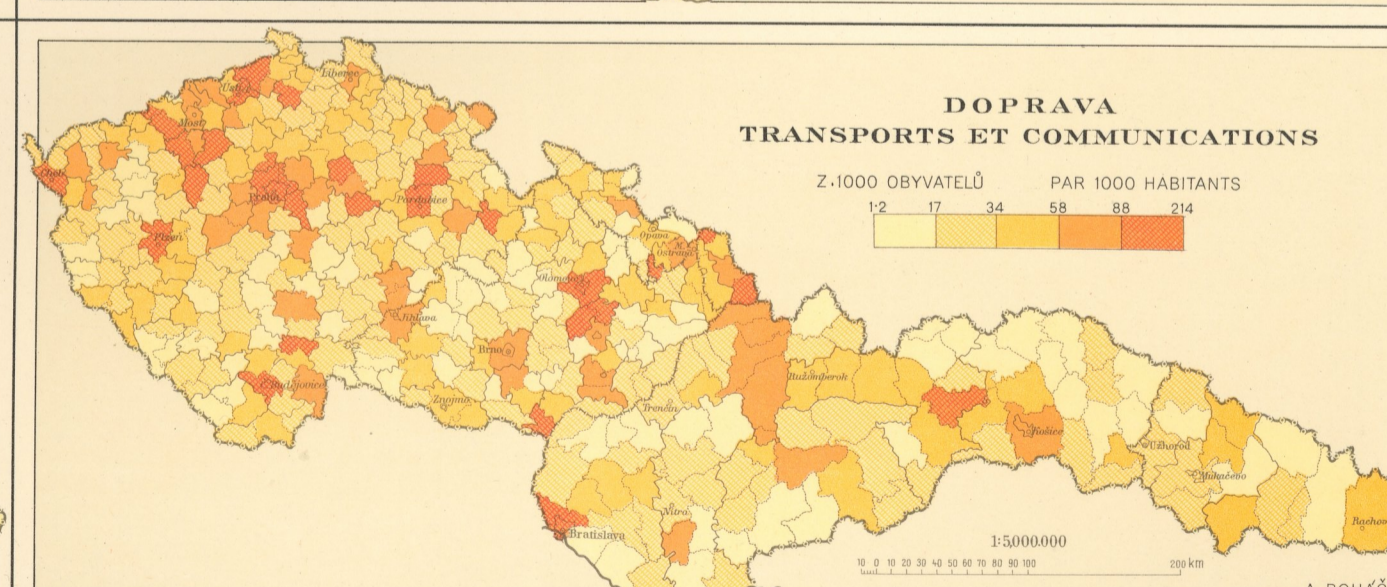 DOPRAVA
TRANSPORTS ET COMMUNICATIONS
Z 1000 OBYVATELŮ PAR 1000 HABITANTS
1·2 17 34 58 88 214
Liberec
Ústí
Most
Cheb
Praha
Pardubice
Plzeň
Opava
M. Ostrava
Olomouc
Jihlava
Brno
Č. Budějovice
Ružomberok
Znojmo
Trenčín
Košice
Užhorod
Mukačevo
Nitra
Rachov
Bratislava
1:5,000.000
10 0 10 20 30 40 50 60 70 80 90 100 200 km